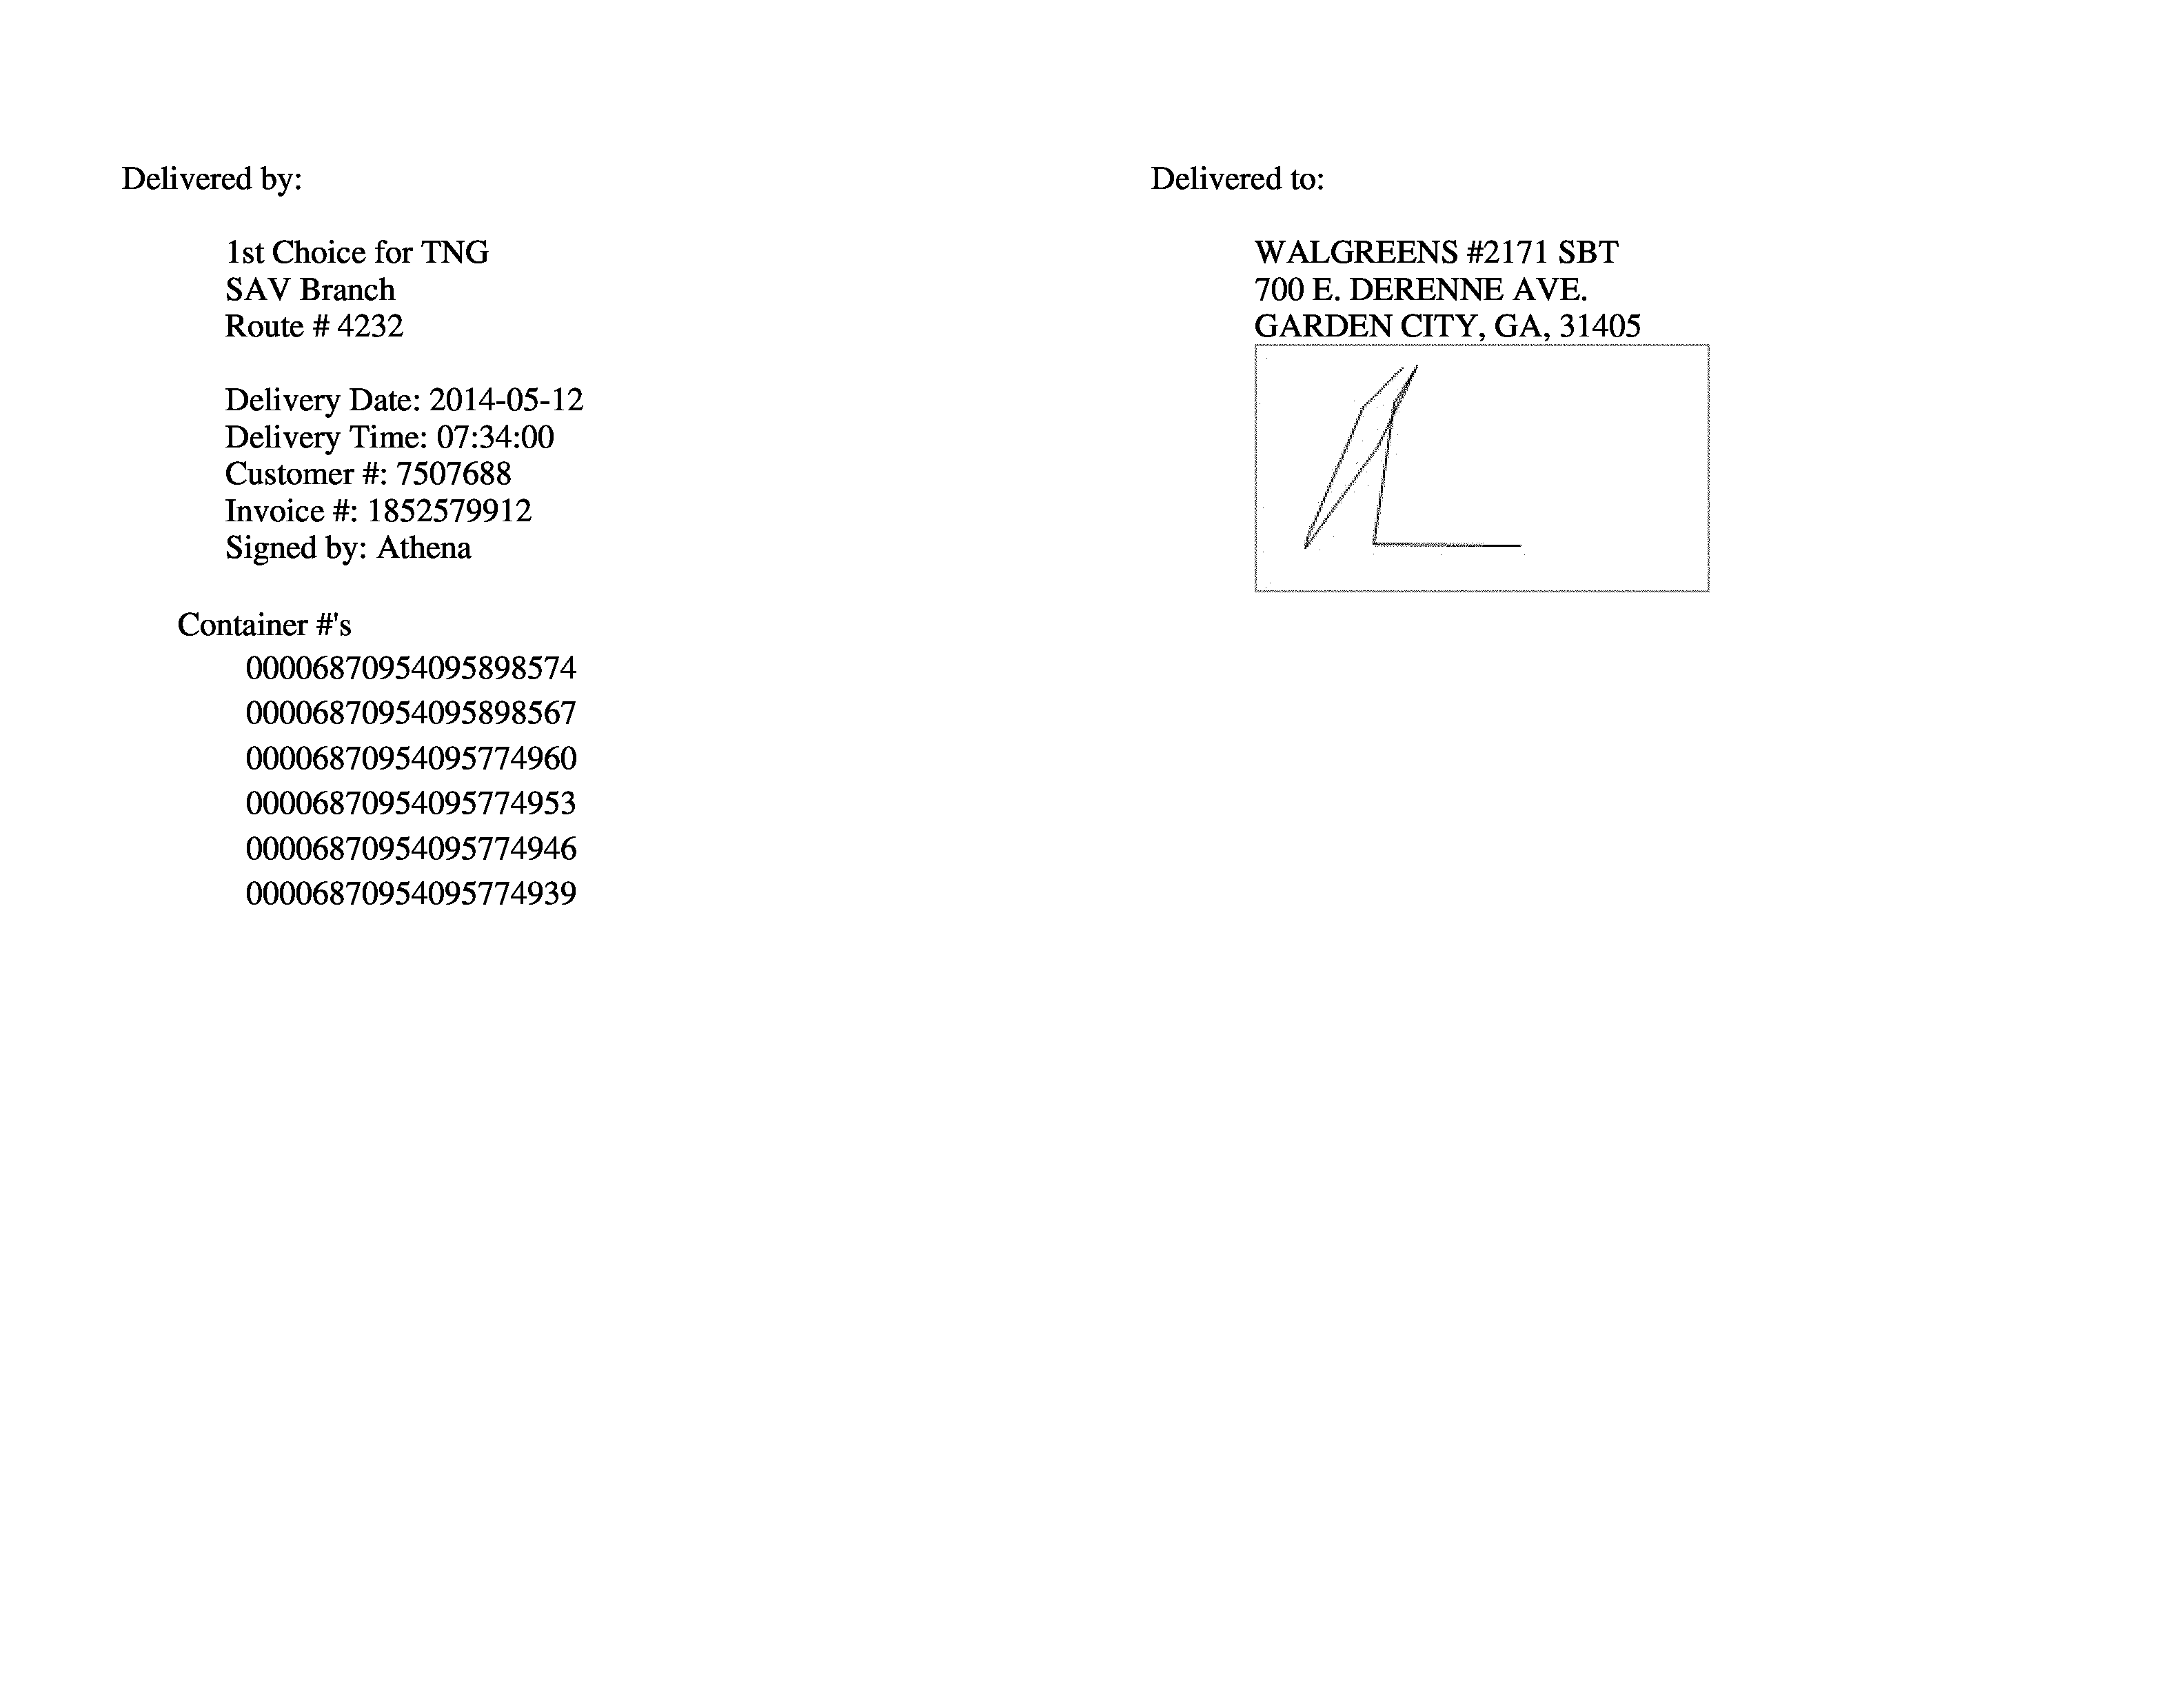 Delivered by:
1st Choice for TNG
SAV Branch
Route # 4232
Delivery Date: 2014-05-12
Delivery Time: 07:34:00
Customer #: 7507688
Invoice #: 1852579912
Signed by: Athena
Container #'s
00006870954095898574
00006870954095898567
00006870954095774960
00006870954095774953
00006870954095774946
00006870954095774939
Delivered to:
WALGREENS #2171 SBT
700 E. DERENNE AVE.
GARDEN CITY, GA, 31405